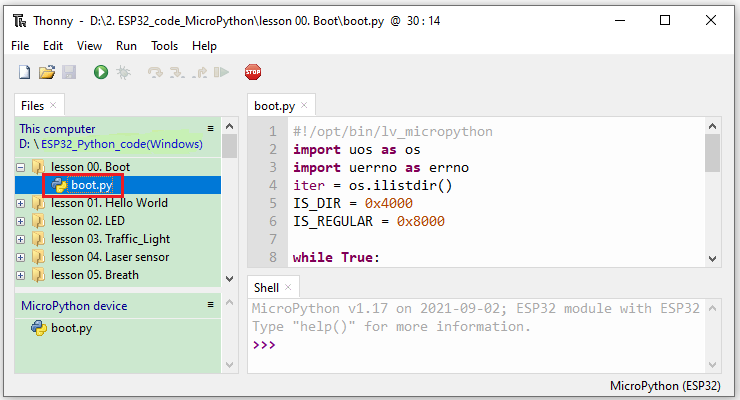 Thonny - D:\2. ESP32_code_MicroPython\lesson 00. Boot\boot.py @ 30 : 14
File Edit View Run Tools Help
STOP
Files
This computer
D: \ ESP32_Python_code(Windows)
lesson 00. Boot
boot.py
lesson 01. Hello World
lesson 02. LED
lesson 03. Traffic_Light
lesson 04. Laser sensor
lesson 05. Breath
MicroPython device
boot.py
boot.py
1 #!/opt/bin/lv_micropython
2 import uos as os
3 import uerrno as errno
4 iter = os.ilistdir()
5 IS_DIR = 0x4000
6 IS_REGULAR = 0x8000
7
8 while True:
Shell
MicroPython v1.17 on 2021-09-02; ESP32 module with ESP32
Type "help()" for more information.
>>>
MicroPython (ESP32)